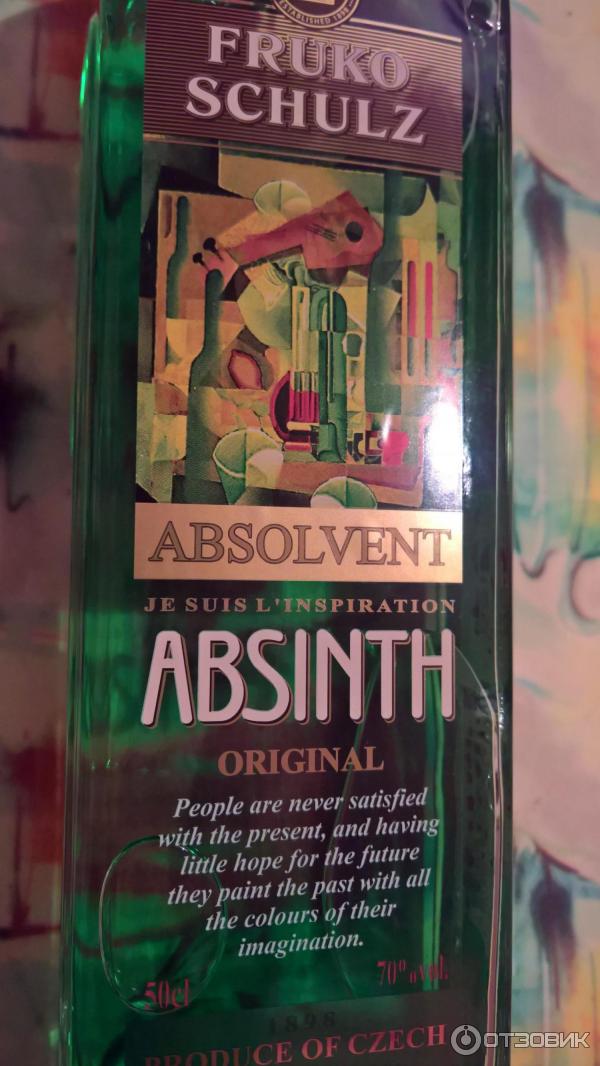 ESTABLISHED 1898
FRUKO
SCHULZ
ABSOLVENT
JE SUIS L'INSPIRATION
ABSINTH
ORIGINAL
People are never satisfied
with the present, and having
little hope for the future
they paint the past with all
the colours of their
imagination.
50cl 70% vol.
1898
PRODUCE OF CZECH
ОТЗОВИК